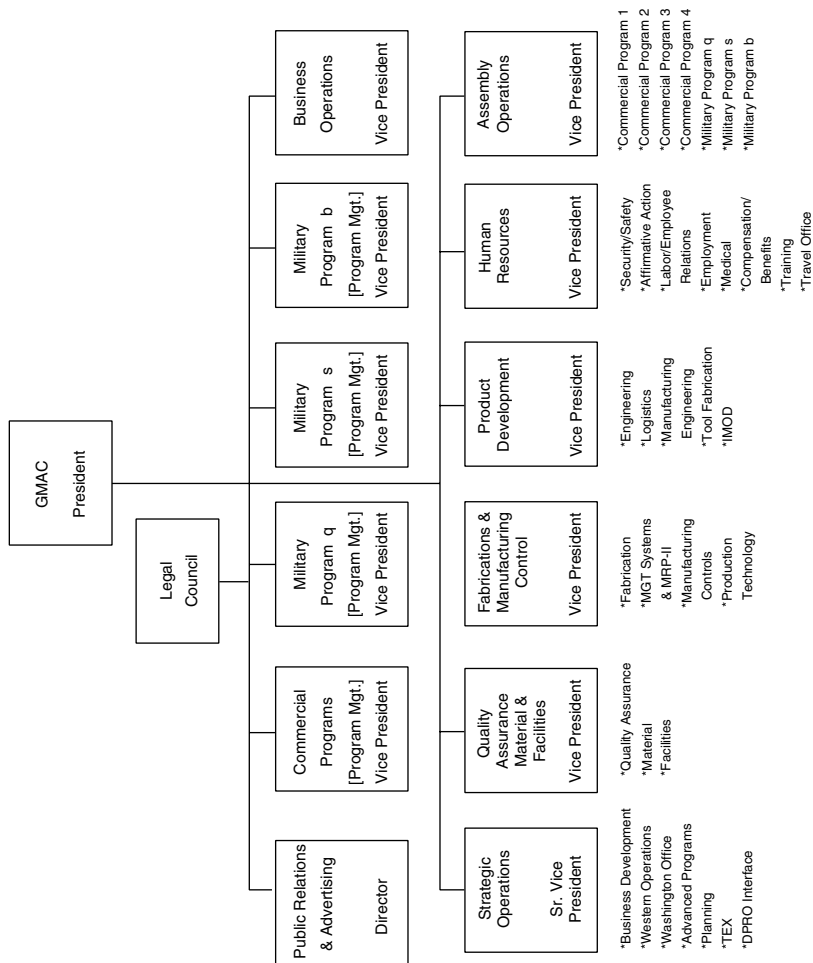 GMAC
President
Legal
Council
Public Relations
& Advertising
Director
Commercial
Programs
[Program Mgt.]
Vice President
Military
Program q
[Program Mgt.]
Vice President
Military
Program s
[Program Mgt.]
Vice President
Military
Program b
[Program Mgt.]
Vice President
Business
Operations
Vice President
Strategic
Operations
Sr. Vice
President
*Business Development
*Western Operations
*Washington Office
*Advanced Programs
*Planning
*TEX
*DPRO Interface
Quality
Assurance
Material &
Facilities
Vice President
*Quality Assurance
*Material
*Facilities
Fabrications &
Manufacturing
Control
Vice President
*Fabrication
*MGT Systems
& MRP-II
*Manufacturing
Controls
*Production
Technology
Product
Development
Vice President
*Engineering
*Logistics
*Manufacturing
Engineering
*Tool Fabrication
*IMOD
Human
Resources
Vice President
*Security/Safety
*Affirmative Action
*Labor/Employee
Relations
*Employment
*Medical
*Compensation/
Benefits
*Training
*Travel Office
Assembly
Operations
Vice President
*Commercial Program 1
*Commercial Program 2
*Commercial Program 3
*Commercial Program 4
*Military Program q
*Military Program s
*Military Program b